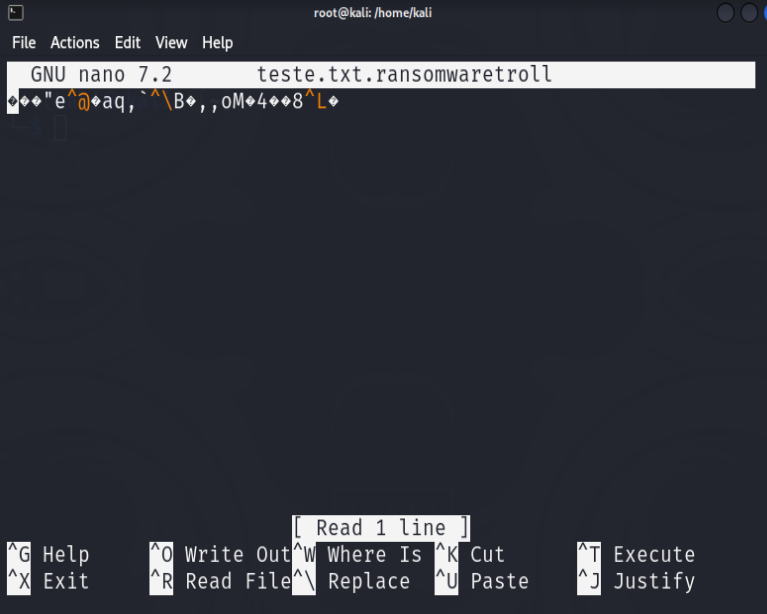 root@kali: /home/kali
File Actions Edit View Help
GNU nano 7.2 teste.txt.ransomwaretroll
���"e^@�aq,`^\B�,,oM�4��8^L�
[ Read 1 line ]
^G Help ^O Write Out ^W Where Is ^K Cut ^T Execute
^X Exit ^R Read File ^\ Replace ^U Paste ^J Justify